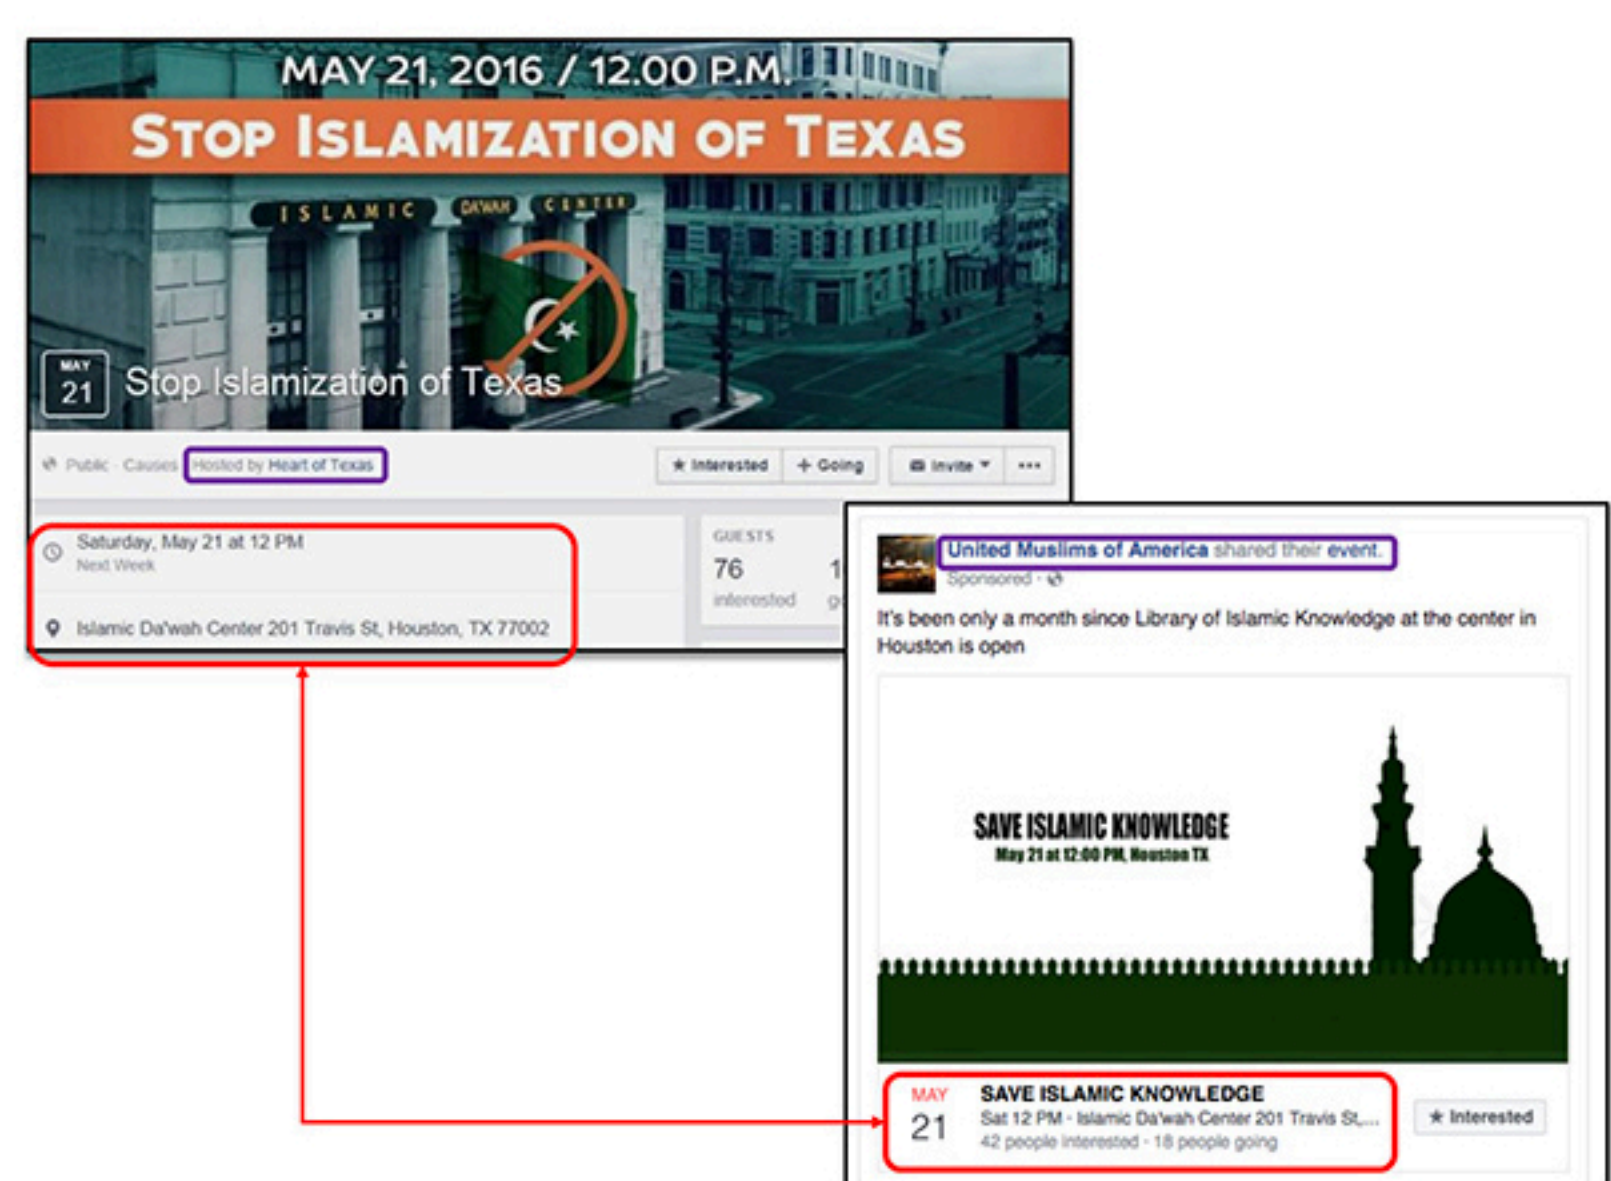 MAY 21, 2016 / 12.00 P.M.
STOP ISLAMIZATION OF TEXAS
ISLAMIC DA'WAH CENTER
MAY
21
Stop Islamization of Texas
Public · Causes Hosted by Heart of Texas
★ Interested + Going Invite ▾ •••
Saturday, May 21 at 12 PM
Next Week
Islamic Da'wah Center 201 Travis St, Houston, TX 77002
GUESTS
76
interested
United Muslims of America shared their event.
Sponsored ·
It's been only a month since Library of Islamic Knowledge at the center in
Houston is open
SAVE ISLAMIC KNOWLEDGE
May 21 at 12:00 PM, Houston TX
MAY
21
SAVE ISLAMIC KNOWLEDGE
Sat 12 PM · Islamic Da'wah Center 201 Travis St,...
42 people interested · 18 people going
★ Interested